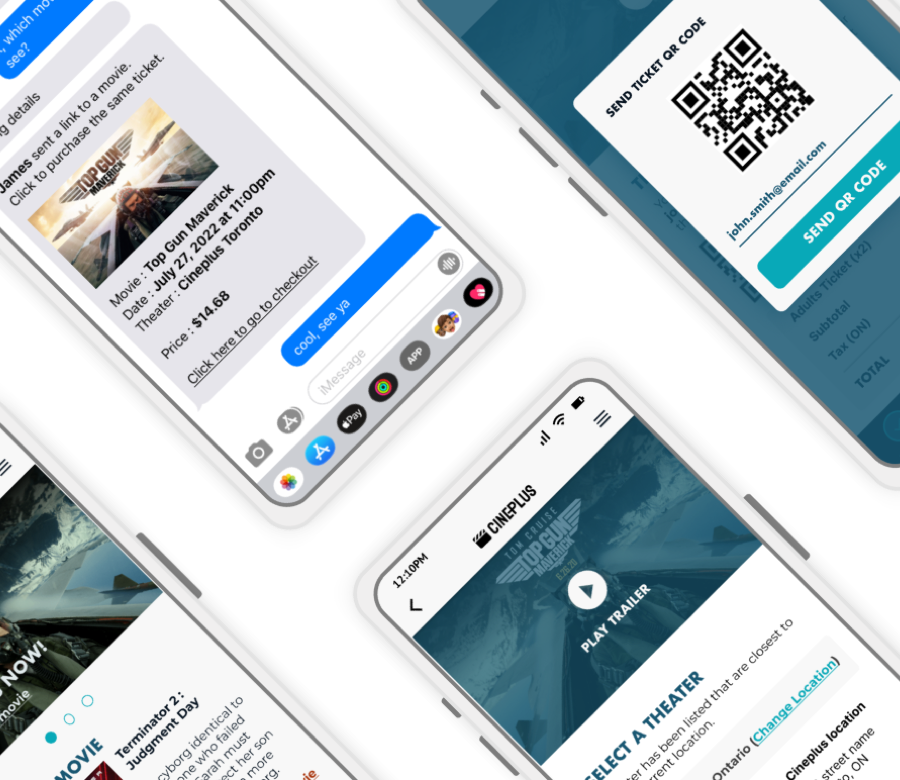 , which mo
see?
g details
James sent a link to a movie.
Click to purchase the same ticket.
TOP GUN
MAVERICK
Movie : Top Gun Maverick
Date : July 27, 2022 at 11:00pm
Theater : Cineplus Toronto
Price : $14.68
Click here to go to checkout
cool, see ya
iMessage
Pay
APP
SEND TICKET QR CODE
john.smith@email.com
SEND QR CODE
Adults Ticket (x2)
Subtotal
Tax (ON)
TOTAL
NOW!
movie
MOVIE
Terminator 2 :
Judgment Day
cyborg identical to
one who failed
Sarah must
ect her son
more
rg.
12:10PM
CINEPLUS
TOM CRUISE
TOP GUN
MAVERICK
6.26.20
PLAY TRAILER
SELECT A THEATER
ter has been listed that are closest to
rrent location.
Ontario (Change Location)
Cineplus location
street name
ON